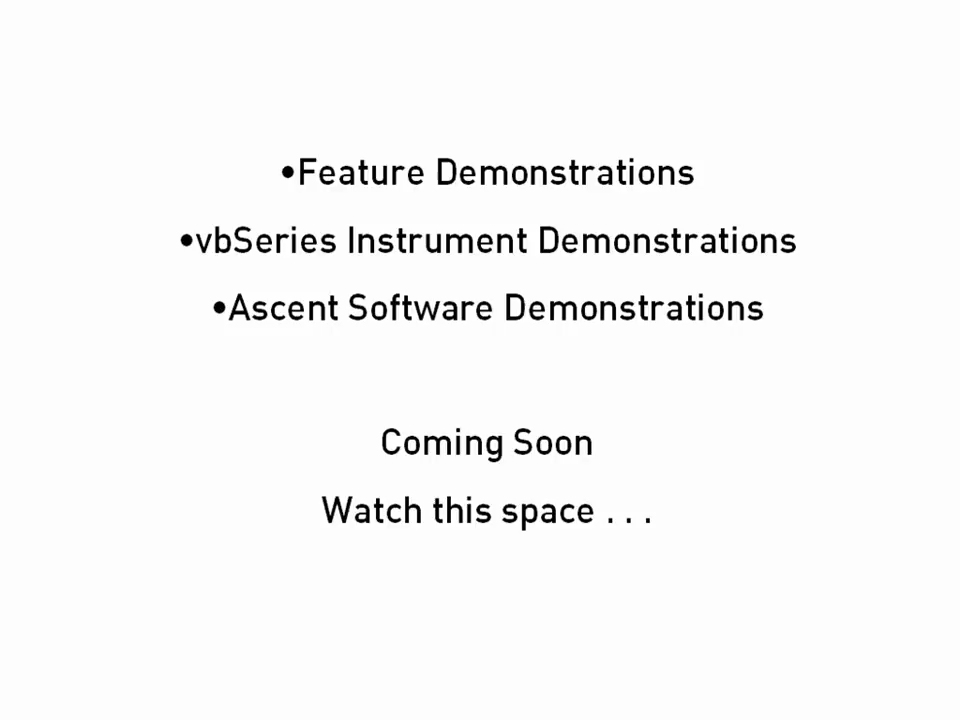 •Feature Demonstrations
•vbSeries Instrument Demonstrations
•Ascent Software Demonstrations
Coming Soon
Watch this space . . .